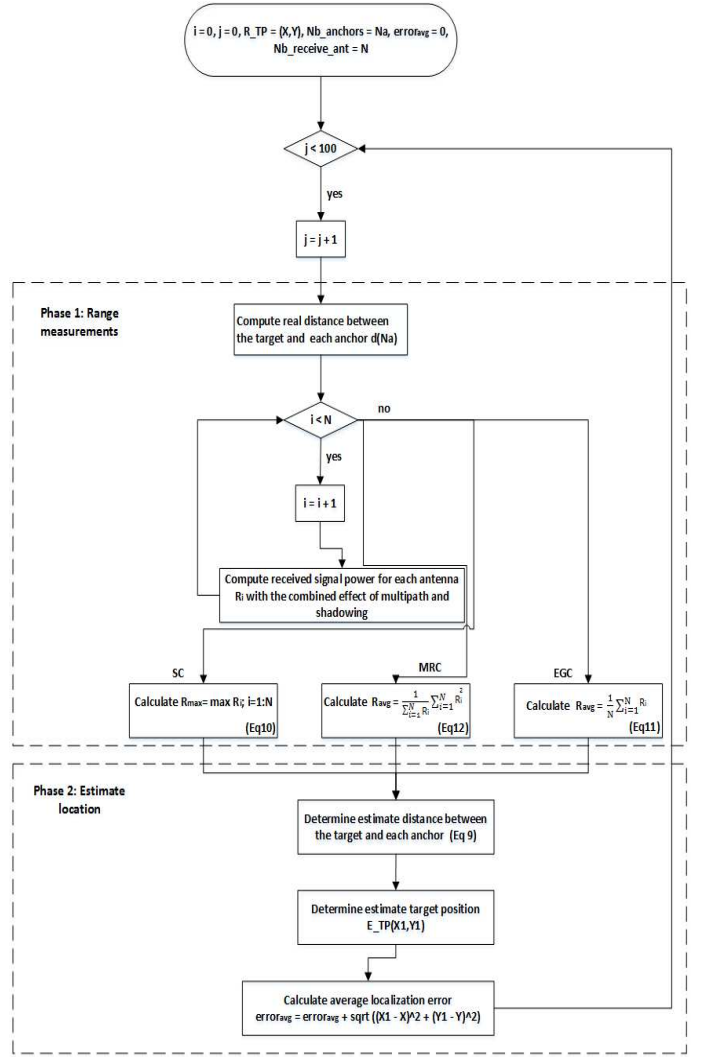 i = 0, j = 0, R_TP = (X,Y), Nb_anchors = Na, erroravg = 0,
Nb_receive_ant = N
j < 100
yes
j = j + 1
Phase 1: Range
measurements
Compute real distance between
the target and each anchor d(Na)
i < N
no
yes
i = i + 1
Compute received signal power for each antenna
Ri with the combined effect of multipath and
shadowing
SC
MRC
EGC
Calculate Rmax= max Ri; i=1:N
(Eq10)
Calculate Ravg = 1/∑_{i=1}^{N} Ri ∑_{i=1}^{N} Ri^2
(Eq12)
Calculate Ravg = 1/N ∑_{i=1}^{N} Ri
(Eq11)
Phase 2: Estimate
location
Determine estimate distance between
the target and each anchor (Eq 9)
Determine estimate target position
E_TP(X1,Y1)
Calculate average localization error
erroravg = erroravg + sqrt ((X1 - X)^2 + (Y1 - Y)^2)